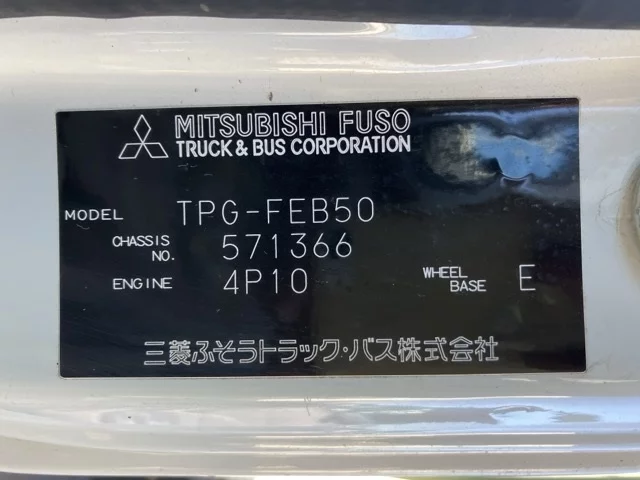 MITSUBISHI FUSO
TRUCK & BUS CORPORATION
MODEL TPG-FEB50
CHASSIS NO. 571366
ENGINE 4P10 WHEEL BASE E
三菱ふそうトラック・バス株式会社